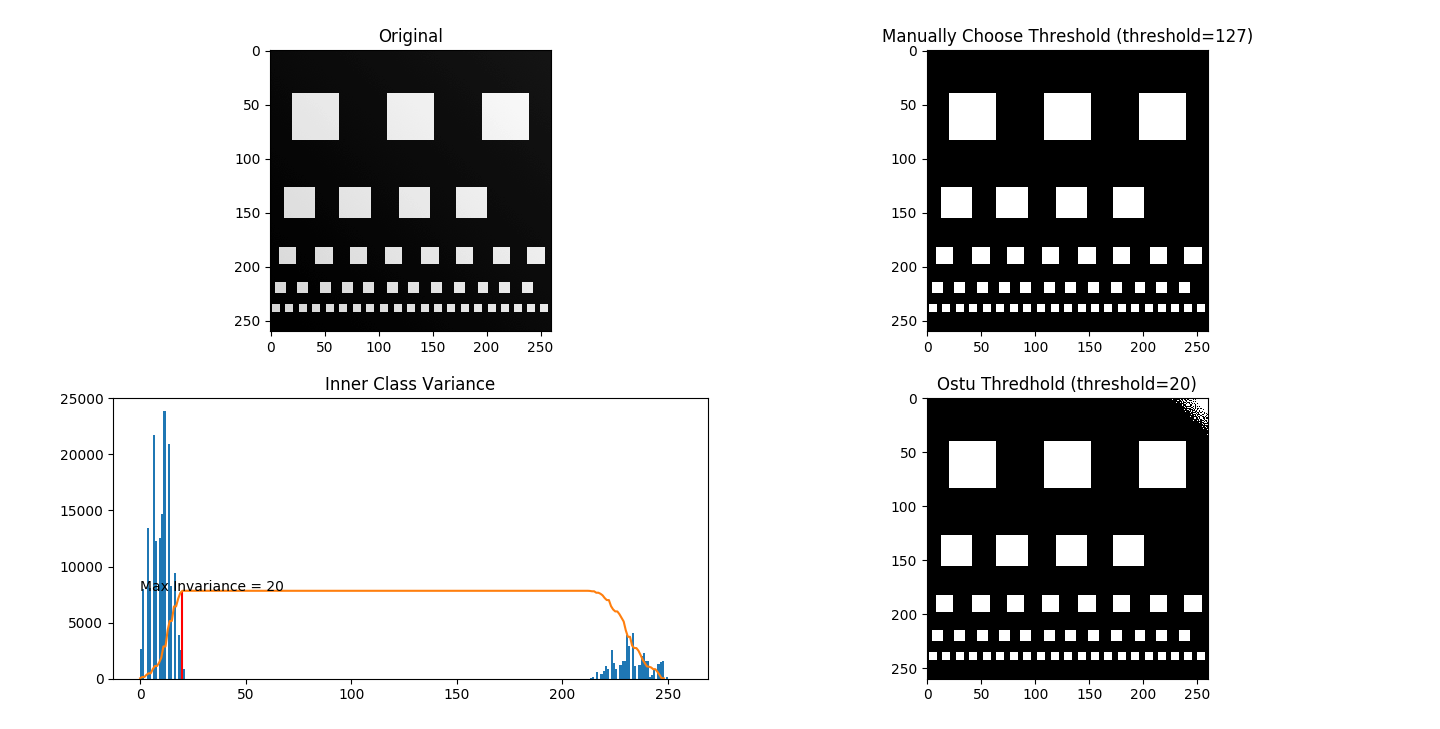 Original
0
50
100
150
200
250
0 50 100 150 200 250
Manually Choose Threshold (threshold=127)
0
50
100
150
200
250
0 50 100 150 200 250
Inner Class Variance
25000
20000
15000
10000
5000
0
Max Invariance = 20
0 50 100 150 200 250
Ostu Thredhold (threshold=20)
0
50
100
150
200
250
0 50 100 150 200 250